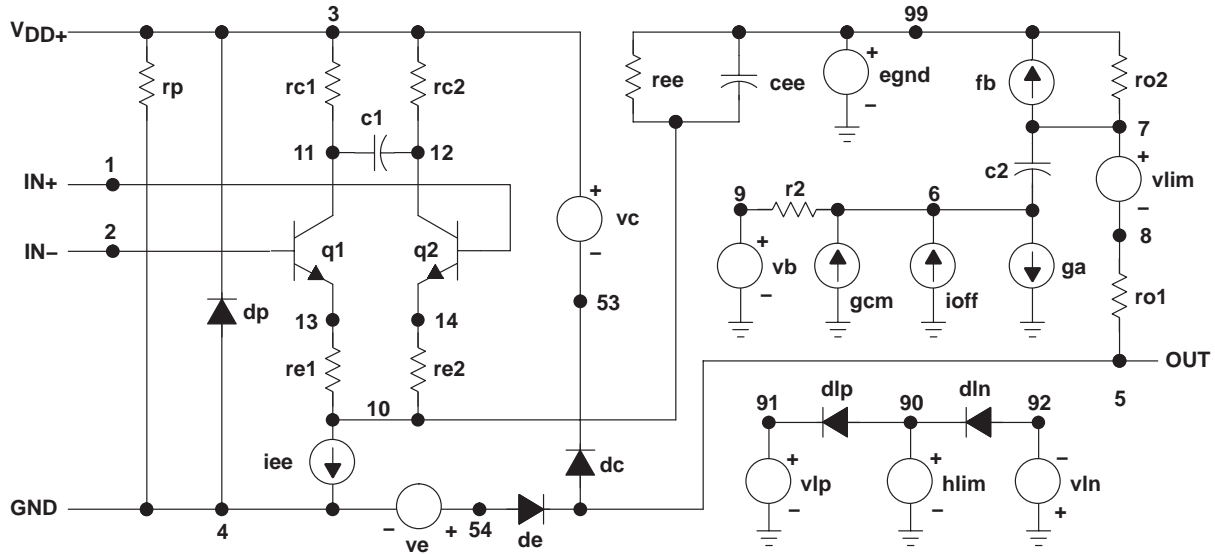 3
99
VDD+
rp
rc1
rc2
ree
cee
+
egnd
−
fb
ro2
c1
7
11
12
1
IN+
c2
+
vlim
−
9
r2
6
8
2
IN−
q1
q2
+
vc
−
+
vb
−
gcm
ioff
ga
53
dp
13
14
ro1
re1
re2
OUT
5
10
91
dlp
90
dln
92
iee
dc
+
vlp
−
+
hlim
−
−
vln
+
GND
4
−
ve
+
54
de